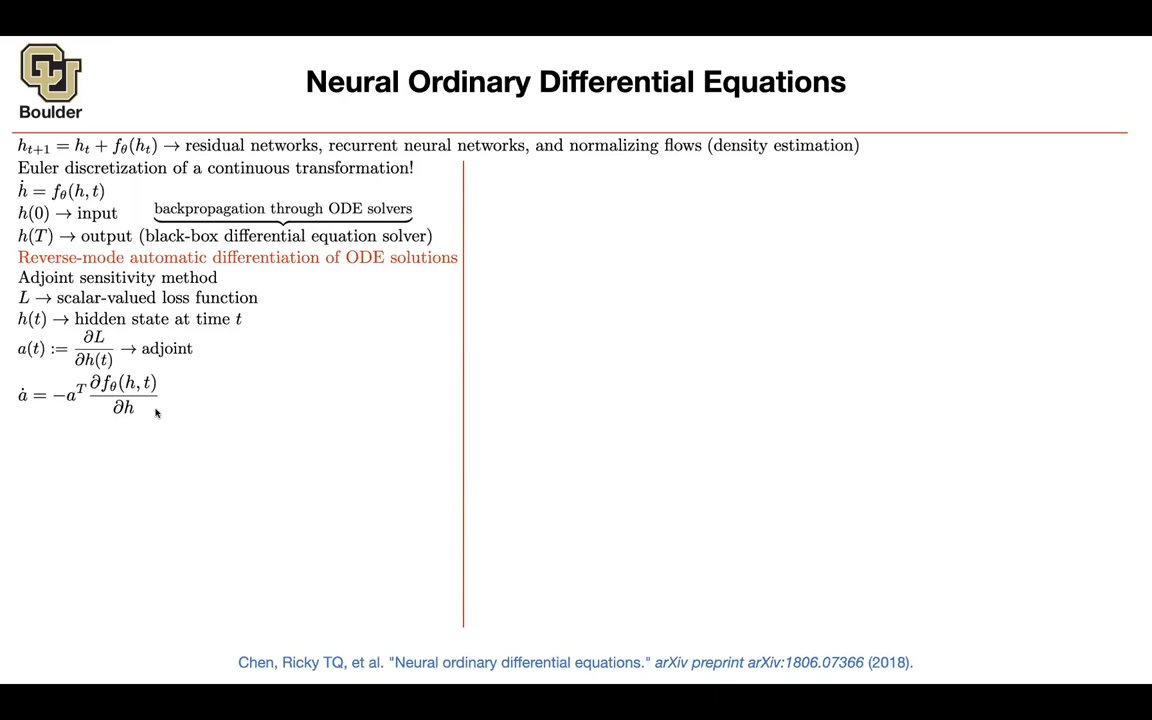 Boulder
Neural Ordinary Differential Equations
h_{t+1} = h_t + f_θ(h_t) → residual networks, recurrent neural networks, and normalizing flows (density estimation)
Euler discretization of a continuous transformation!
ḣ = f_θ(h, t)
h(0) → input
backpropagation through ODE solvers
h(T) → output (black-box differential equation solver)
Reverse-mode automatic differentiation of ODE solutions
Adjoint sensitivity method
L → scalar-valued loss function
h(t) → hidden state at time t
a(t) := ∂L/∂h(t) → adjoint
ȧ = −a^T ∂f_θ(h, t)/∂h
Chen, Ricky TQ, et al. "Neural ordinary differential equations." arXiv preprint arXiv:1806.07366 (2018).